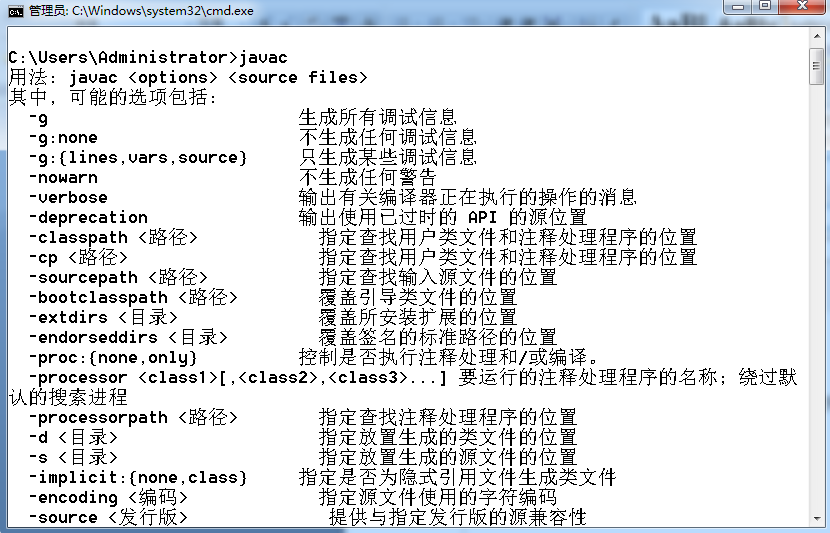 管理员: C:\Windows\system32\cmd.exe
C:\Users\Administrator>javac
用法: javac <options> <source files>
其中, 可能的选项包括:
-g 生成所有调试信息
-g:none 不生成任何调试信息
-g:{lines,vars,source} 只生成某些调试信息
-nowarn 不生成任何警告
-verbose 输出有关编译器正在执行的操作的消息
-deprecation 输出使用已过时的 API 的源位置
-classpath <路径> 指定查找用户类文件和注释处理程序的位置
-cp <路径> 指定查找用户类文件和注释处理程序的位置
-sourcepath <路径> 指定查找输入源文件的位置
-bootclasspath <路径> 覆盖引导类文件的位置
-extdirs <目录> 覆盖所安装扩展的位置
-endorseddirs <目录> 覆盖签名的标准路径的位置
-proc:{none,only} 控制是否执行注释处理和/或编译。
-processor <class1>[,<class2>,<class3>...] 要运行的注释处理程序的名称; 绕过默
认的搜索进程
-processorpath <路径> 指定查找注释处理程序的位置
-d <目录> 指定放置生成的类文件的位置
-s <目录> 指定放置生成的源文件的位置
-implicit:{none,class} 指定是否为隐式引用文件生成类文件
-encoding <编码> 指定源文件使用的字符编码
-source <发行版> 提供与指定发行版的源兼容性